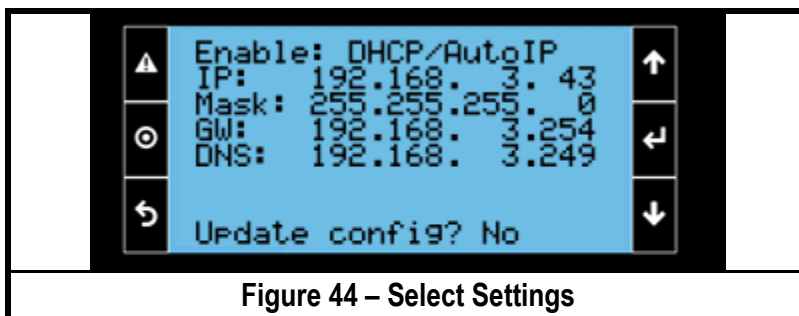 Enable: DHCP/AutoIP
IP: 192.168. 3. 43
Mask: 255.255.255. 0
GW: 192.168. 3.254
DNS: 192.168. 3.249
Update config? No
Figure 44 – Select Settings